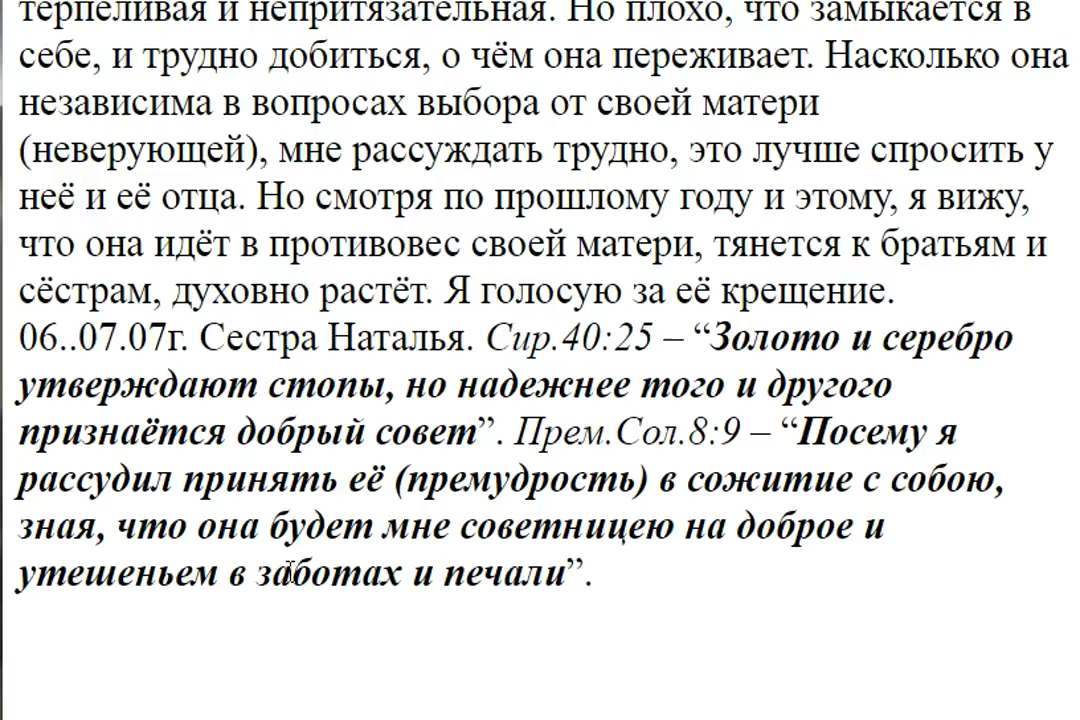 терпеливая и непритязательная. Но плохо, что замыкается в
себе, и трудно добиться, о чём она переживает. Насколько она
независима в вопросах выбора от своей матери
(неверующей), мне рассуждать трудно, это лучше спросить у
неё и её отца. Но смотря по прошлому году и этому, я вижу,
что она идёт в противовес своей матери, тянется к братьям и
сёстрам, духовно растёт. Я голосую за её крещение.
06..07.07г. Сестра Наталья. Сир.40:25 – “Золото и серебро
утверждают стопы, но надежнее того и другого
признаётся добрый совет”. Прем.Сол.8:9 – “Посему я
рассудил принять её (премудрость) в сожитие с собою,
зная, что она будет мне советницею на доброе и
утешеньем в заботах и печали”.